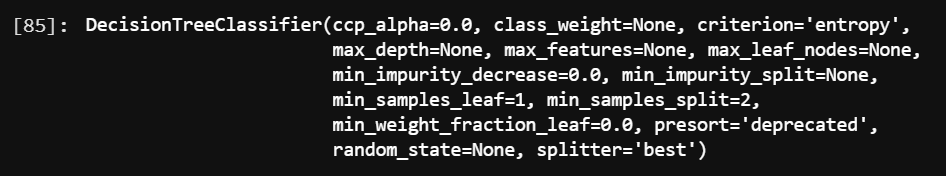 [85]: DecisionTreeClassifier(ccp_alpha=0.0, class_weight=None, criterion='entropy',
max_depth=None, max_features=None, max_leaf_nodes=None,
min_impurity_decrease=0.0, min_impurity_split=None,
min_samples_leaf=1, min_samples_split=2,
min_weight_fraction_leaf=0.0, presort='deprecated',
random_state=None, splitter='best')